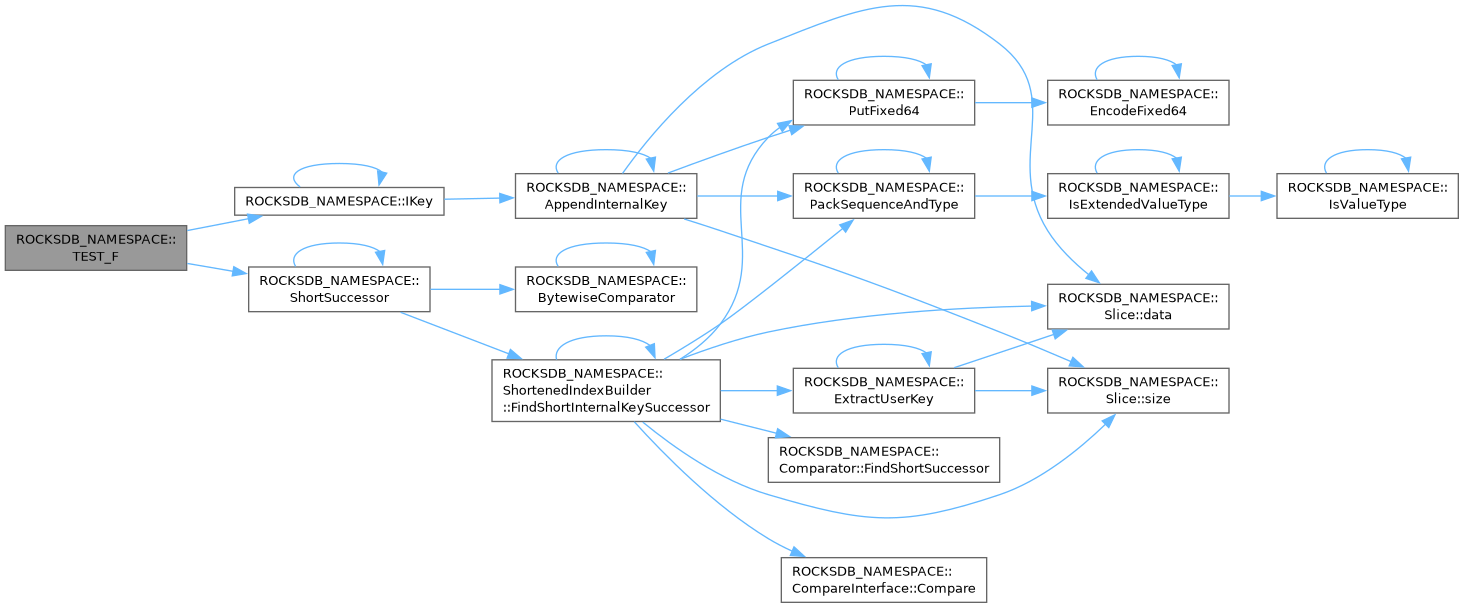 ROCKSDB_NAMESPACE::
TEST_F
ROCKSDB_NAMESPACE::IKey
ROCKSDB_NAMESPACE::
ShortSuccessor
ROCKSDB_NAMESPACE::
AppendInternalKey
ROCKSDB_NAMESPACE::
BytewiseComparator
ROCKSDB_NAMESPACE::
ShortenedIndexBuilder
::FindShortInternalKeySuccessor
ROCKSDB_NAMESPACE::
PutFixed64
ROCKSDB_NAMESPACE::
PackSequenceAndType
ROCKSDB_NAMESPACE::
ExtractUserKey
ROCKSDB_NAMESPACE::
Comparator::FindShortSuccessor
ROCKSDB_NAMESPACE::
CompareInterface::Compare
ROCKSDB_NAMESPACE::
EncodeFixed64
ROCKSDB_NAMESPACE::
IsExtendedValueType
ROCKSDB_NAMESPACE::
Slice::data
ROCKSDB_NAMESPACE::
Slice::size
ROCKSDB_NAMESPACE::
IsValueType